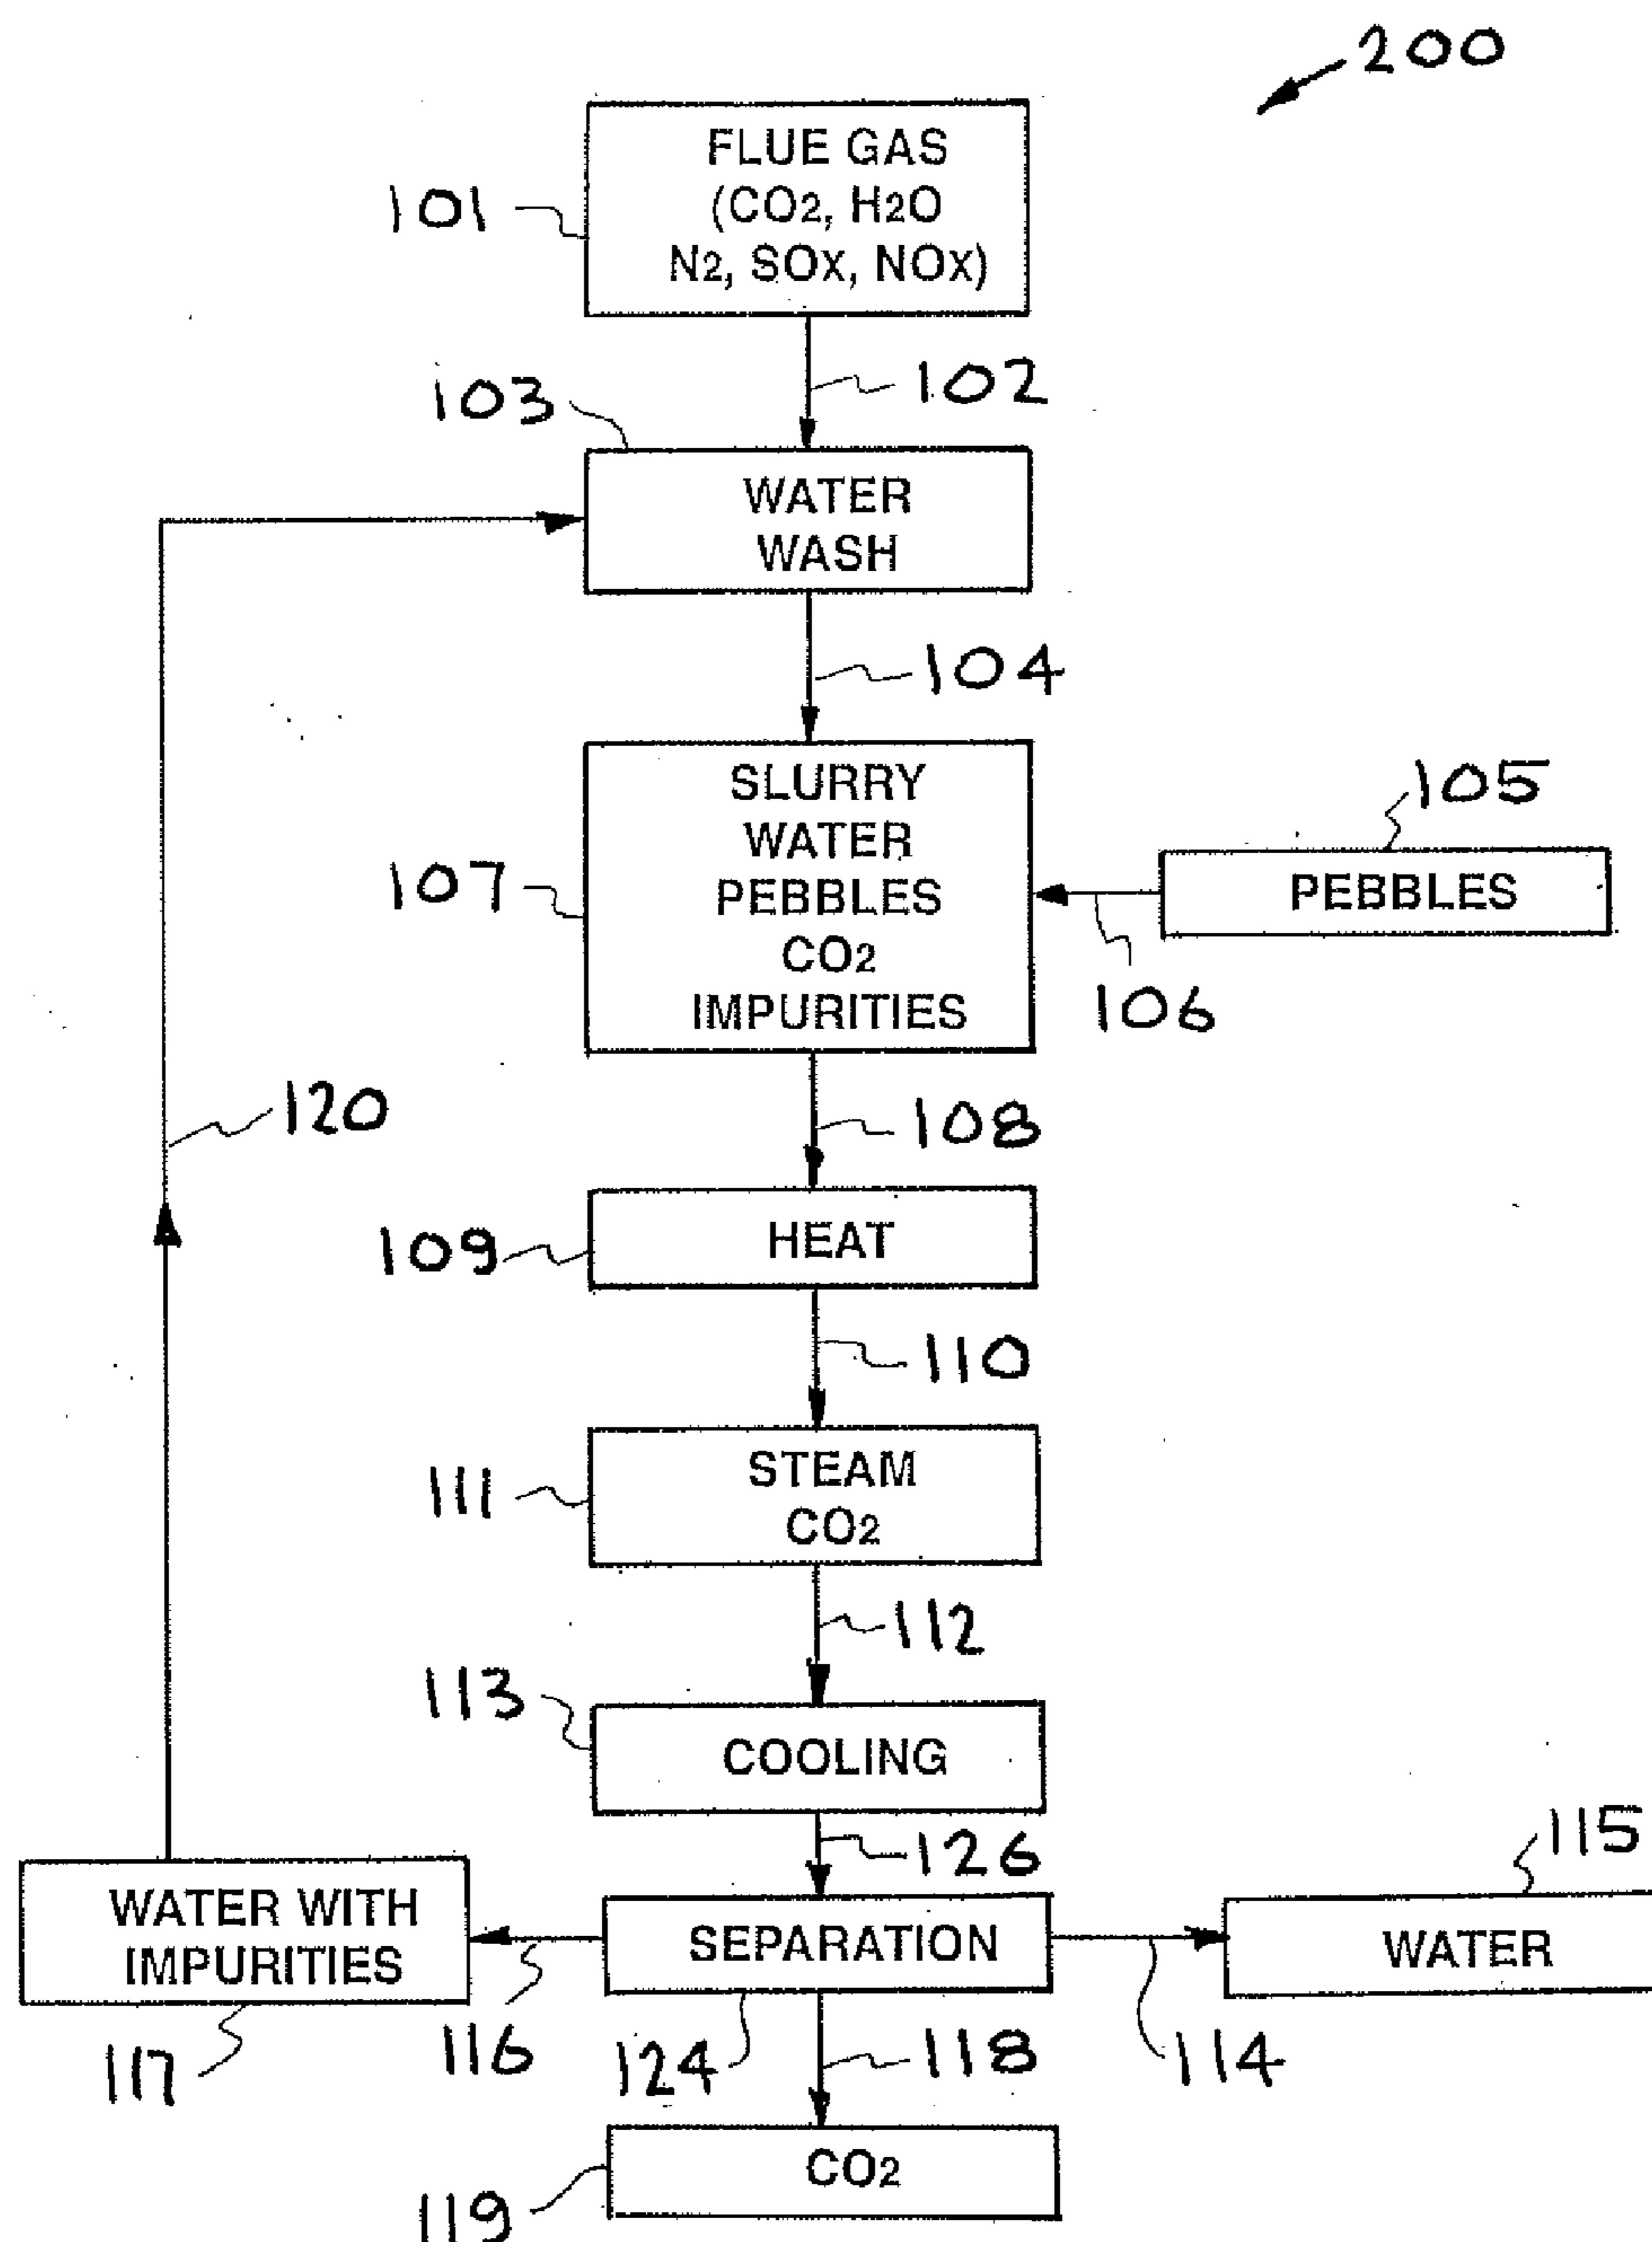 200
FLUE GAS
101
(CO2, H2O
N2, SOX, NOX)
102
103
WATER
WASH
104
SLURRY
WATER
PEBBLES
CO2
IMPURITIES
107
105
PEBBLES
106
120
108
109
HEAT
110
111
STEAM
CO2
112
113
COOLING
126
115
WATER WITH
IMPURITIES
SEPARATION
WATER
117
116
124
118
114
CO2
119